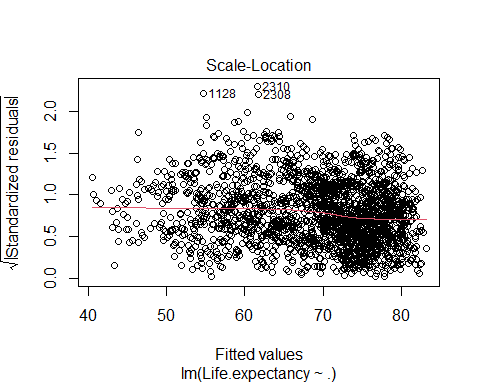 Scale-Location
√|Standardized residuals|
2.0
1.5
1.0
0.5
0.0
1128
2310
2308
40 50 60 70 80
Fitted values
lm(Life.expectancy ~ .)